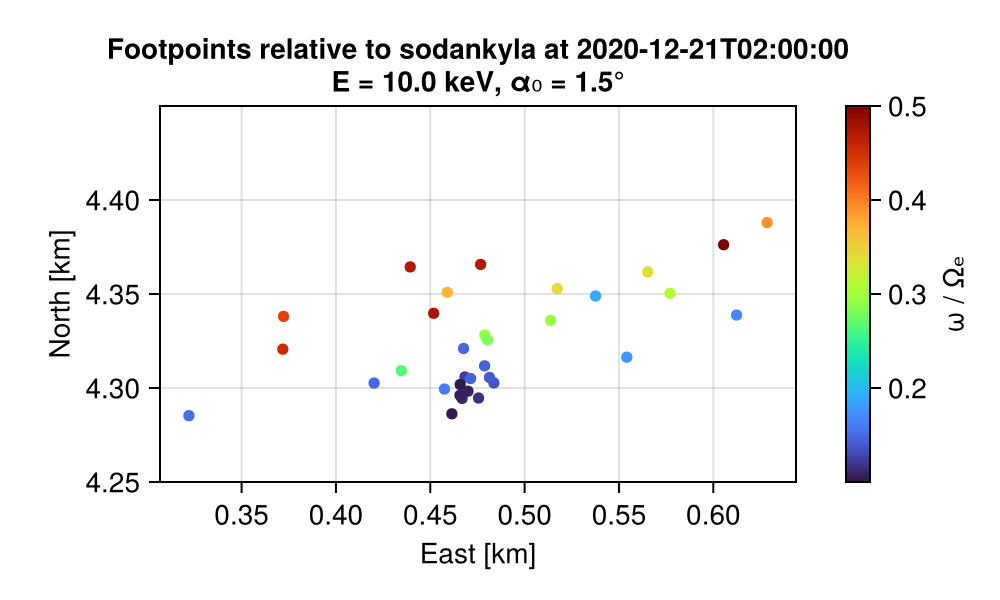 Footpoints relative to sodankyla at 2020-12-21T02:00:00
E = 10.0 keV, α₀ = 1.5°
4.40
4.35
4.30
4.25
North [km]
0.35 0.40 0.45 0.50 0.55 0.60
East [km]
0.5
0.4
0.3
0.2
ω / Ωₑ